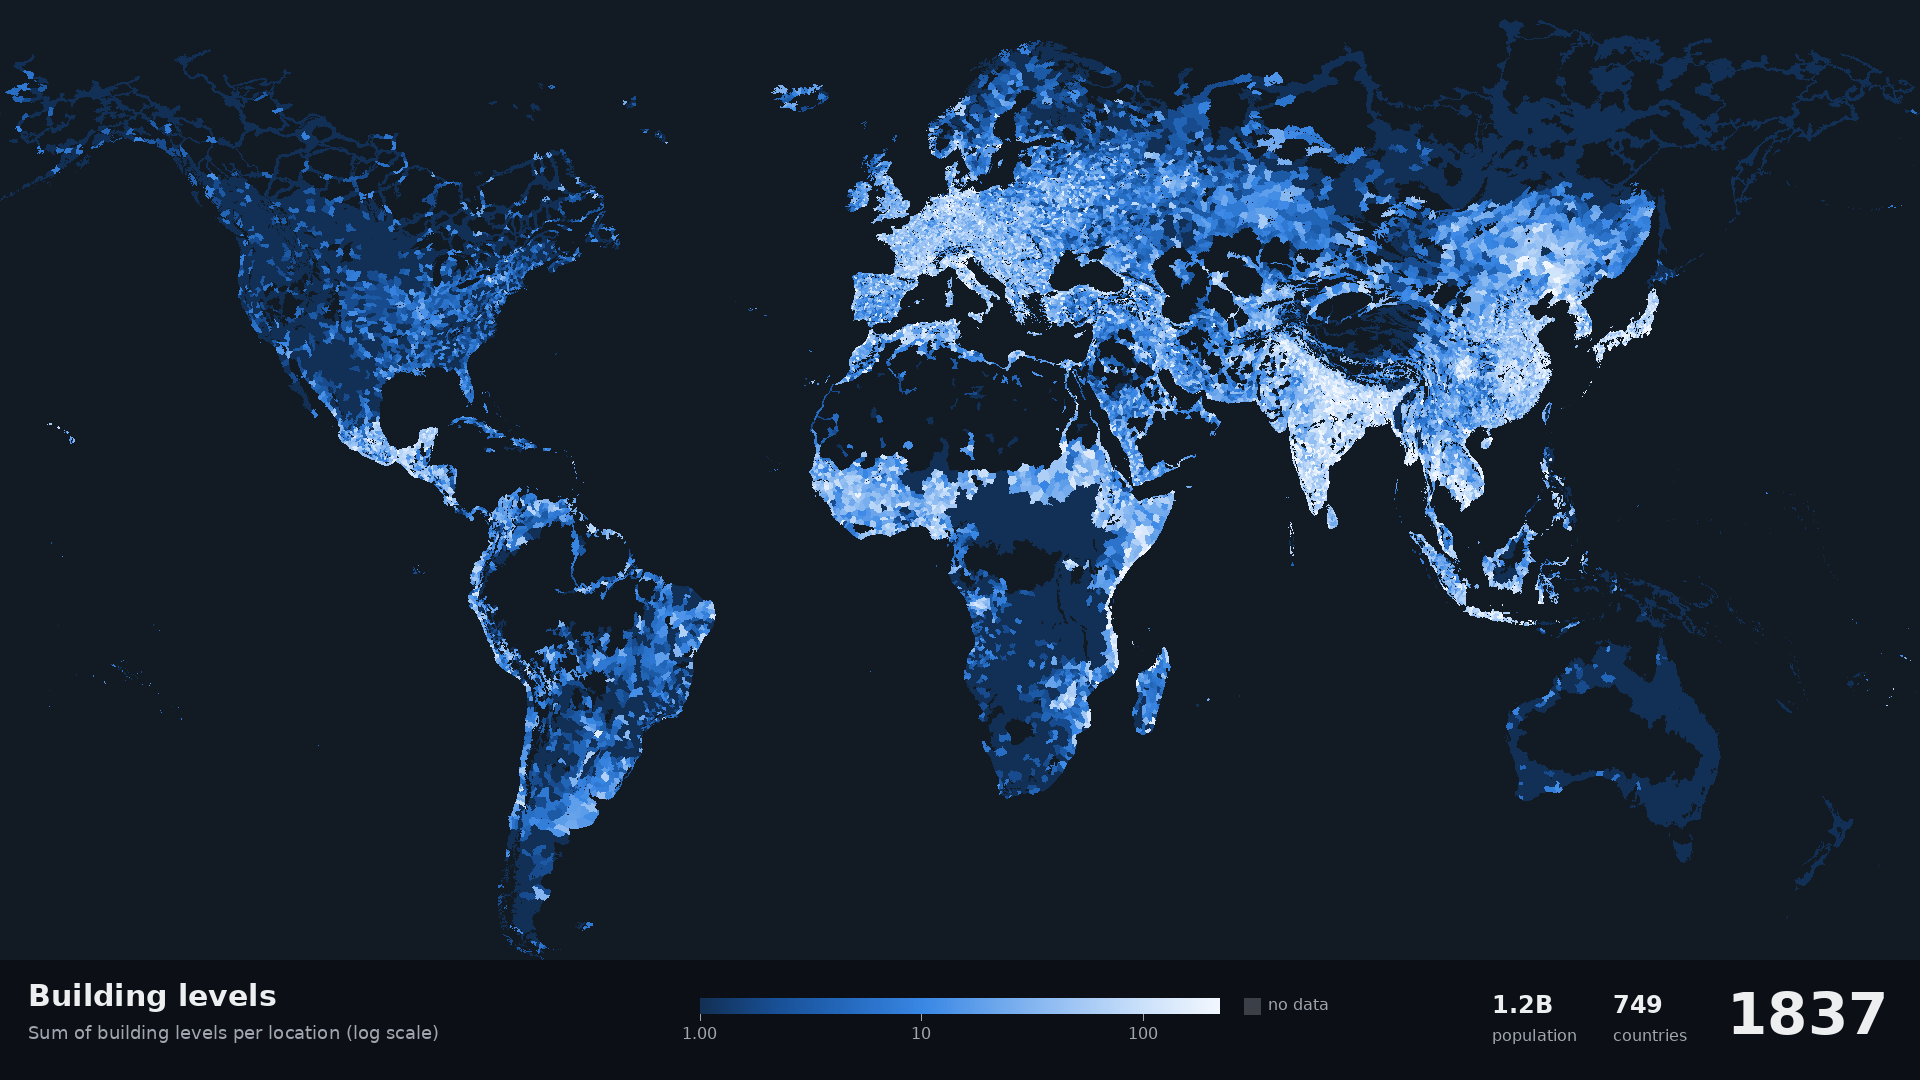 Building levels
Sum of building levels per location (log scale)
1.00
10
100
no data
1.2B
population
749
countries
1837